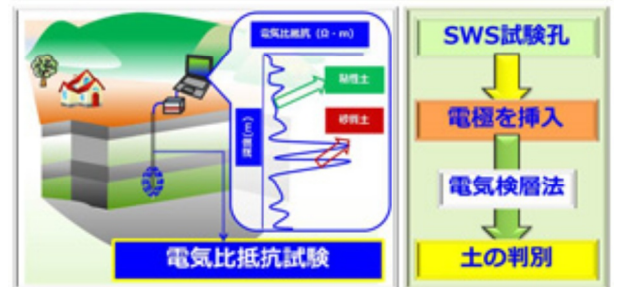 電気比抵抗（Ω・m）
粘性土
砂質土
深度（m）
電気比抵抗試験
SWS試験孔
電極を挿入
電気検層法
土の判別